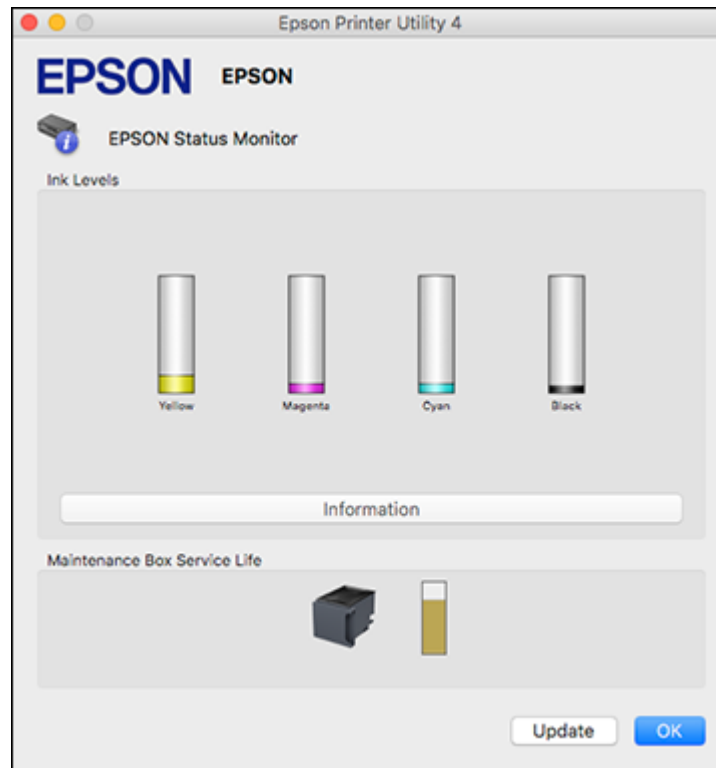 Epson Printer Utility 4
EPSON EPSON
EPSON Status Monitor
Ink Levels
Yellow Magenta Cyan Black
Information
Maintenance Box Service Life
Update OK